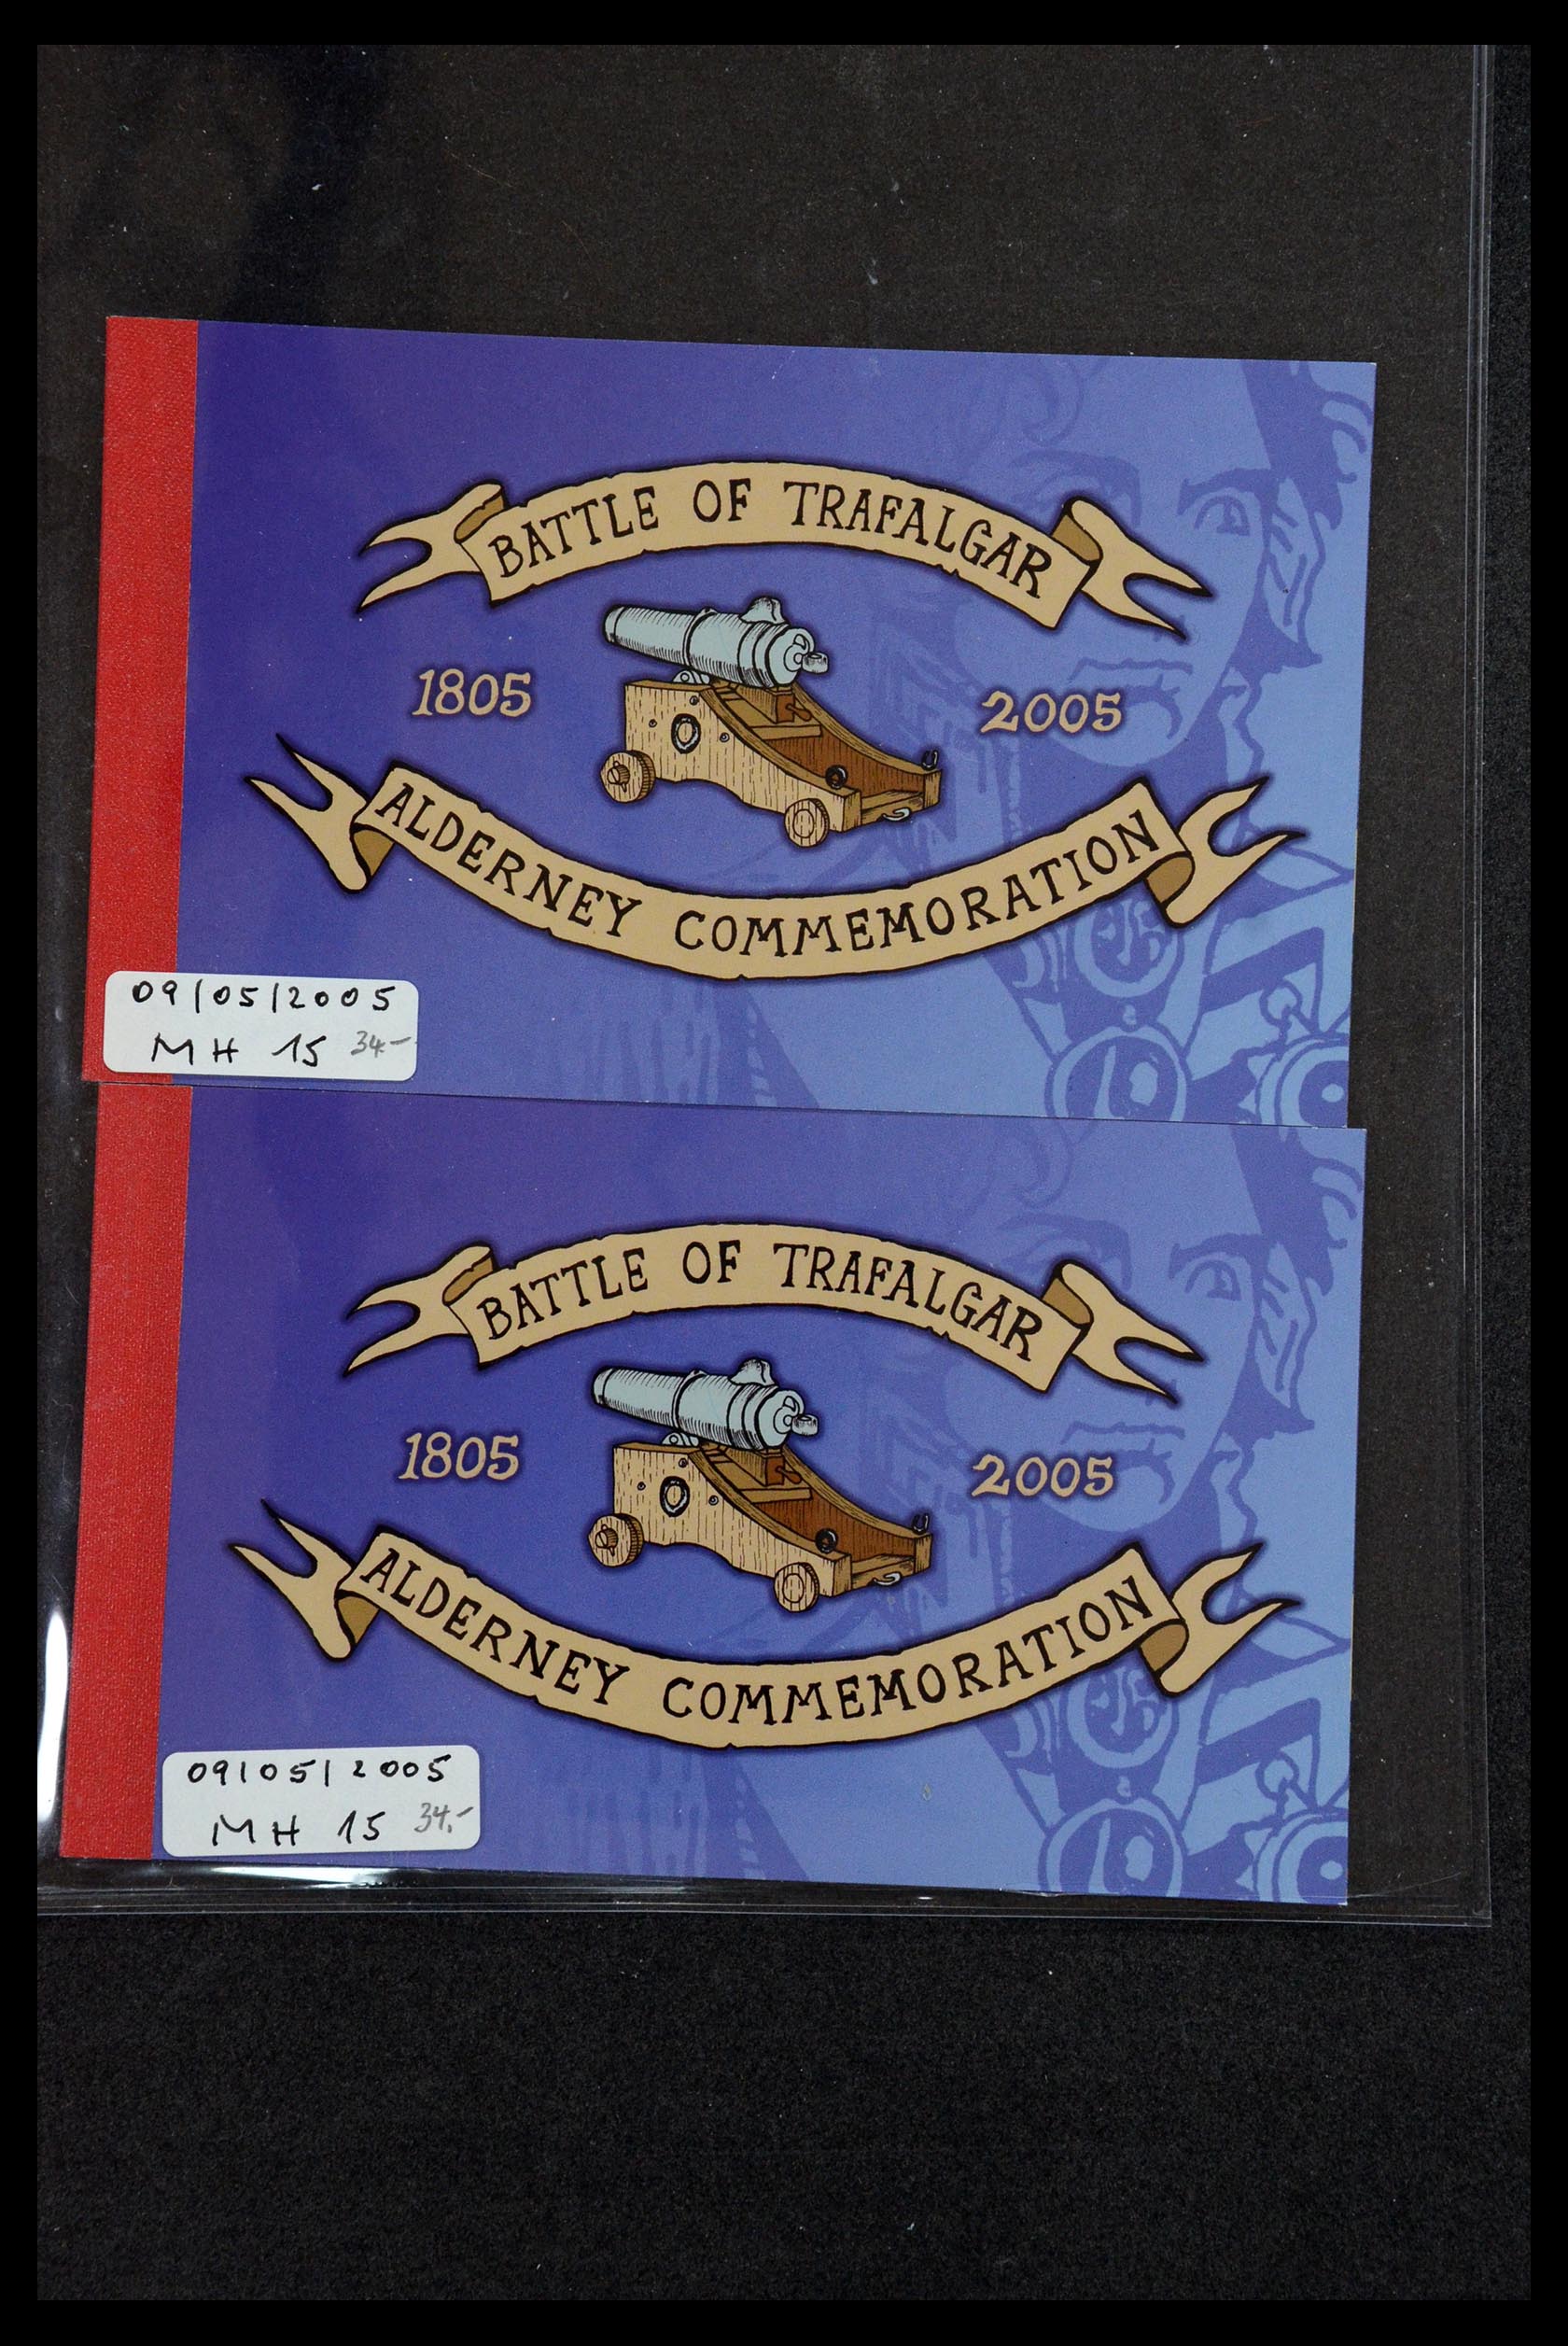 BATTLE OF TRAFALGAR
1805 2005
ALDERNEY COMMEMORATION
09/05/2005
MH 15 34-
BATTLE OF TRAFALGAR
1805 2005
ALDERNEY COMMEMORATION
09/05/2005
MH 15 34.-